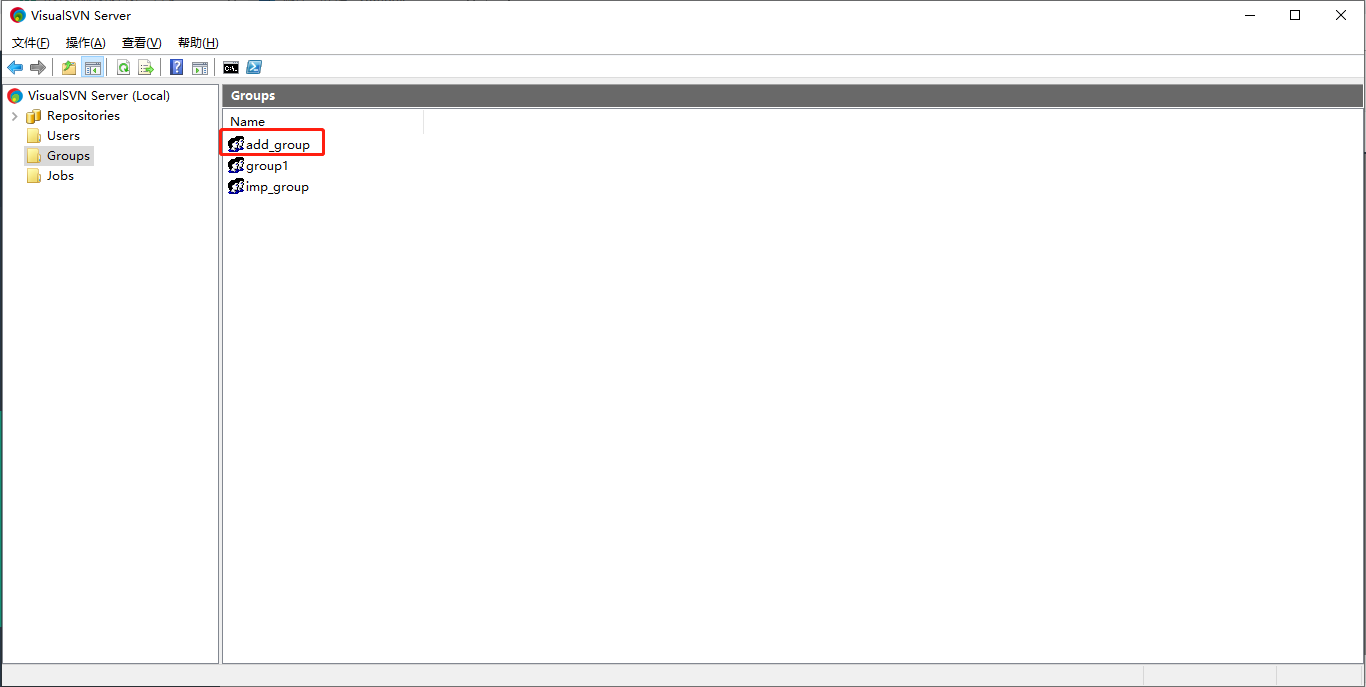 VisualSVN Server
文件(F) 操作(A) 查看(V) 帮助(H)
VisualSVN Server (Local)
Repositories
Users
Groups
Jobs
Groups
Name
add_group
group1
imp_group